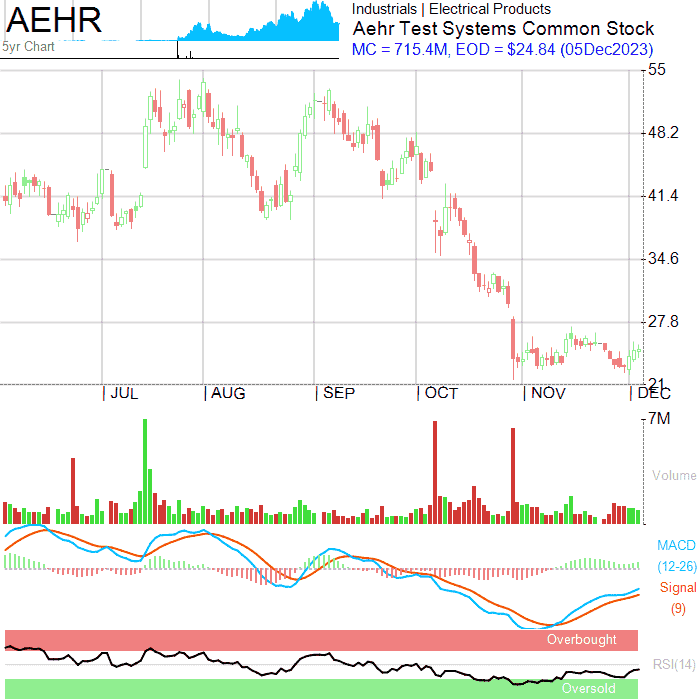 AEHR
5yr Chart
Industrials | Electrical Products
Aehr Test Systems Common Stock
MC = 715.4M, EOD = $24.84 (05Dec2023)
55
48.2
41.4
34.6
27.8
21
JUL AUG SEP OCT NOV DEC
7M
Volume
MACD
(12-26)
Signal
(9)
Overbought
RSI(14)
Oversold